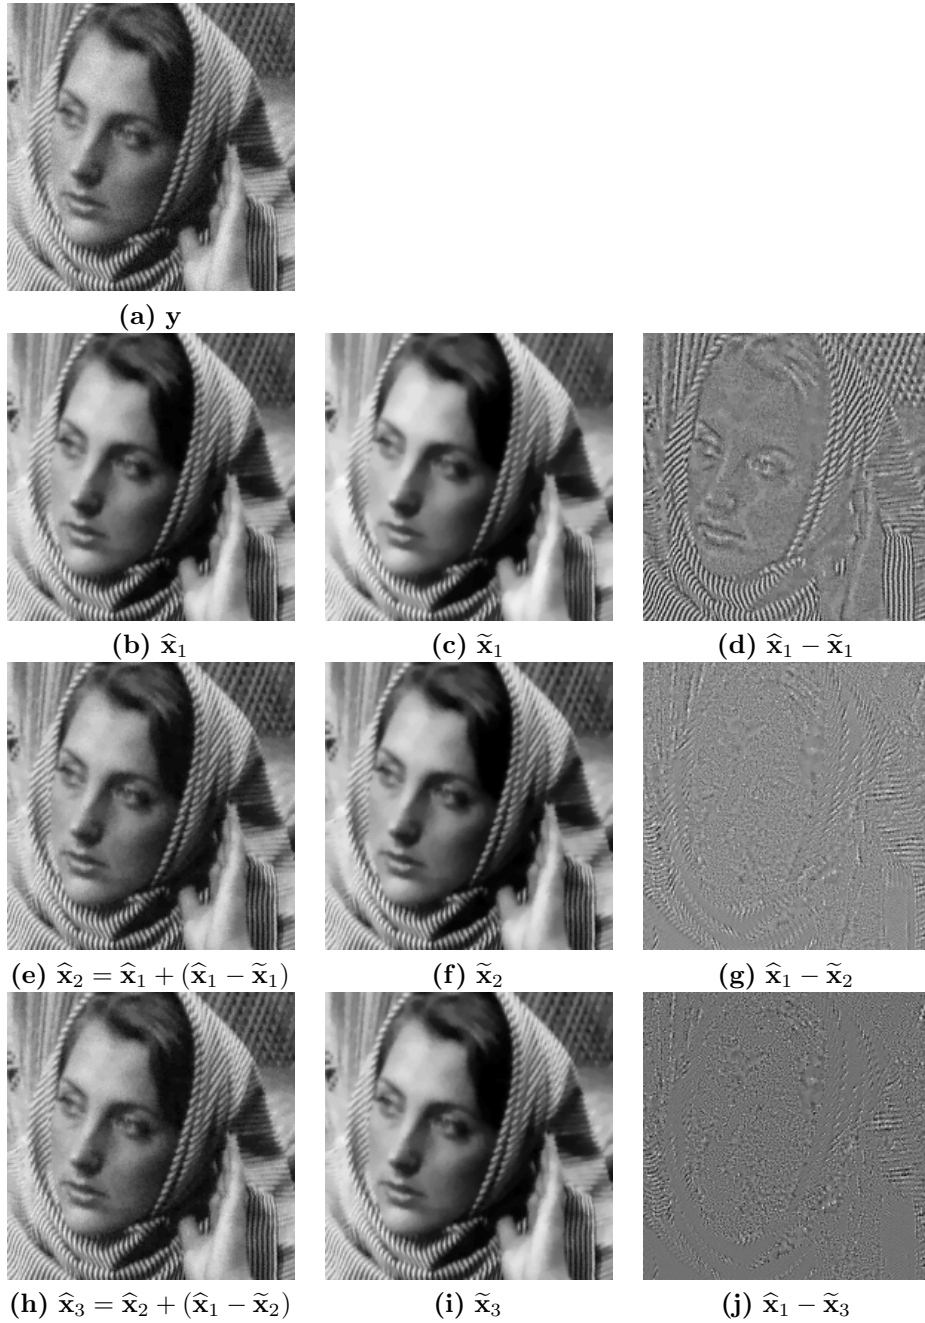 (a) y
(b) x̂₁
(c) x̃₁
(d) x̂₁ − x̃₁
(e) x̂₂ = x̂₁ + (x̂₁ − x̃₁)
(f) x̃₂
(g) x̂₁ − x̃₂
(h) x̂₃ = x̂₂ + (x̂₁ − x̃₂)
(i) x̃₃
(j) x̂₁ − x̃₃